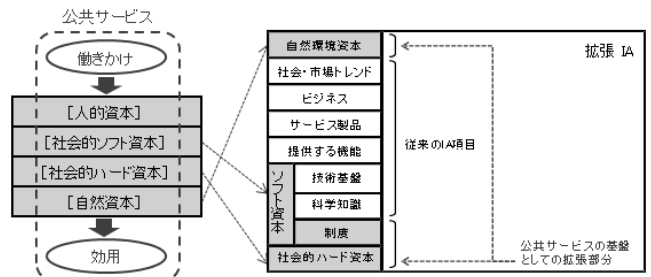 公共サービス
働きかけ
[人的資本]
[社会的ソフト資本]
[社会的ハード資本]
[自然資本]
効用
自然環境資本
社会・市場トレンド
ビジネス
サービス製品
提供する機能
ソフト資本
技術基盤
科学知識
制度
社会的ハード資本
拡張 IA
従来のIA項目
公共サービスの基盤
としての拡張部分